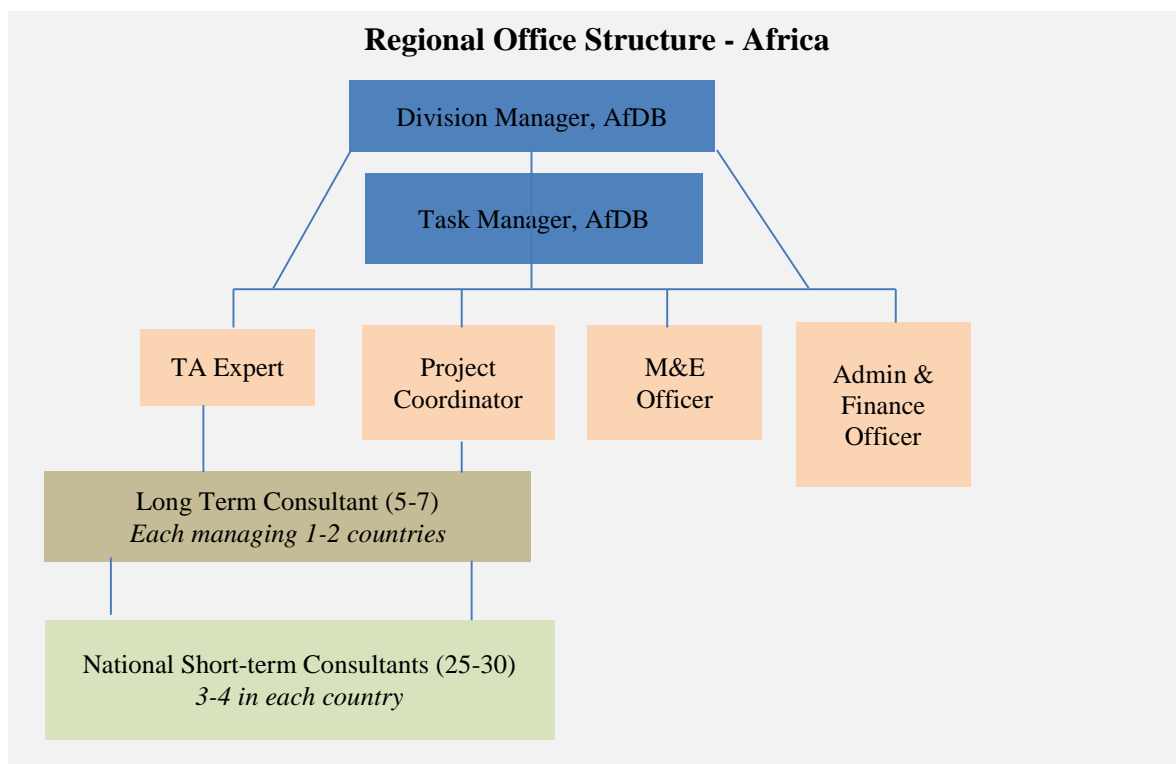 Regional Office Structure - Africa
Division Manager, AfDB
Task Manager, AfDB
TA Expert
Project
Coordinator
M&E
Officer
Admin &
Finance
Officer
Long Term Consultant (5-7)
Each managing 1-2 countries
National Short-term Consultants (25-30)
3-4 in each country